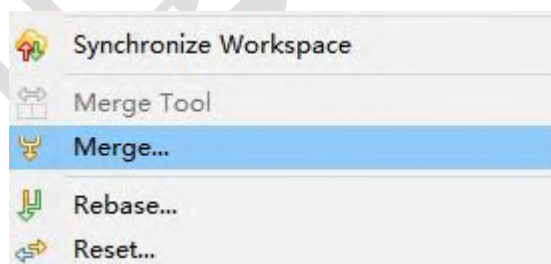 Synchronize Workspace
Merge Tool
Merge...
Rebase...
Reset...